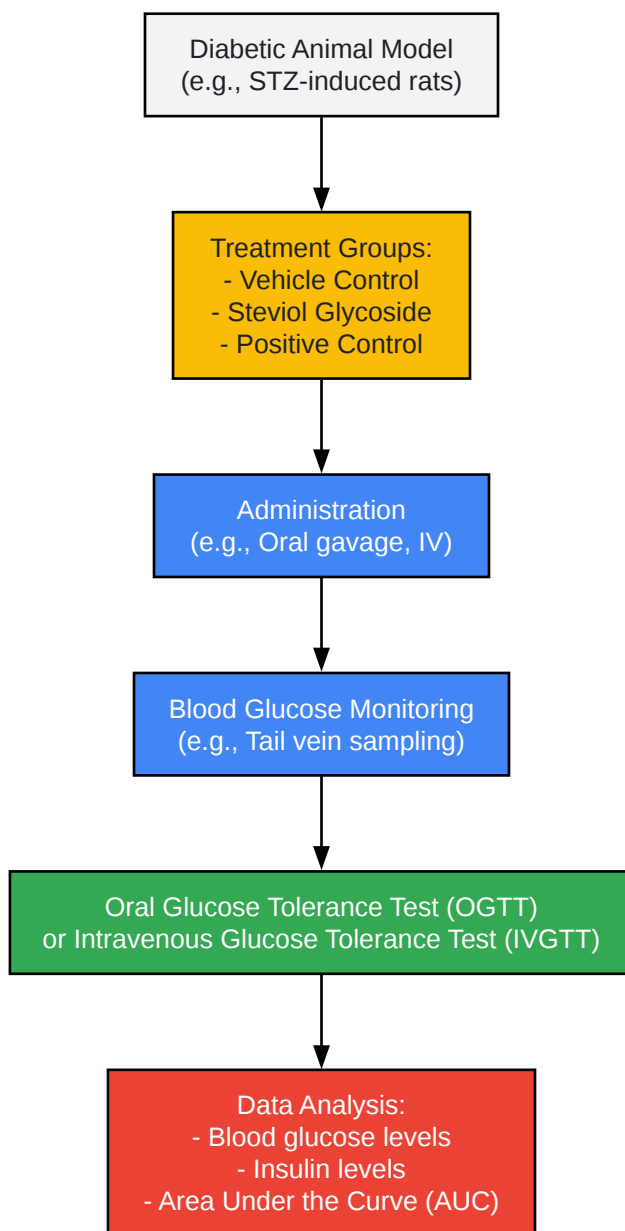 Diabetic Animal Model
(e.g., STZ-induced rats)
Treatment Groups:
- Vehicle Control
- Steviol Glycoside
- Positive Control
Administration
(e.g., Oral gavage, IV)
Blood Glucose Monitoring
(e.g., Tail vein sampling)
Oral Glucose Tolerance Test (OGTT)
or Intravenous Glucose Tolerance Test (IVGTT)
Data Analysis:
- Blood glucose levels
- Insulin levels
- Area Under the Curve (AUC)